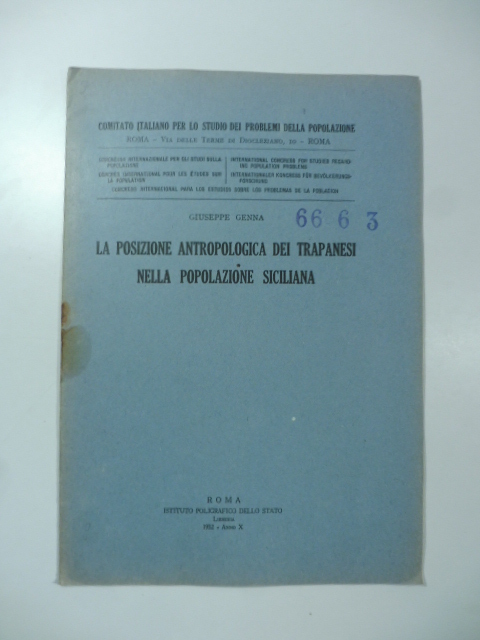 COMITATO ITALIANO PER LO STUDIO DEI PROBLEMI DELLA POPOLAZIONE
ROMA - VIA DELLE TERME DI DIOCLEZIANO, 10 - ROMA
CONGRESSO INTERNAZIONALE PER GLI STUDI SULLA POPOLAZIONE
CONGRÈS INTERNATIONAL POUR LES ÉTUDES SUR LA POPULATION
INTERNATIONAL CONGRESS FOR STUDIES REGARDING POPULATION PROBLEMS
INTERNATIONALER KONGRESS FÜR BEVÖLKERUNGSFORSCHUNG
CONGRESO INTERNACIONAL PARA LOS ESTUDIOS SOBRE LOS PROBLEMAS DE LA POBLACIÓN
GIUSEPPE GENNA
66 6 3
LA POSIZIONE ANTROPOLOGICA DEI TRAPANESI
NELLA POPOLAZIONE SICILIANA
ROMA
ISTITUTO POLIGRAFICO DELLO STATO
LIBRERIA
1932 - ANNO X